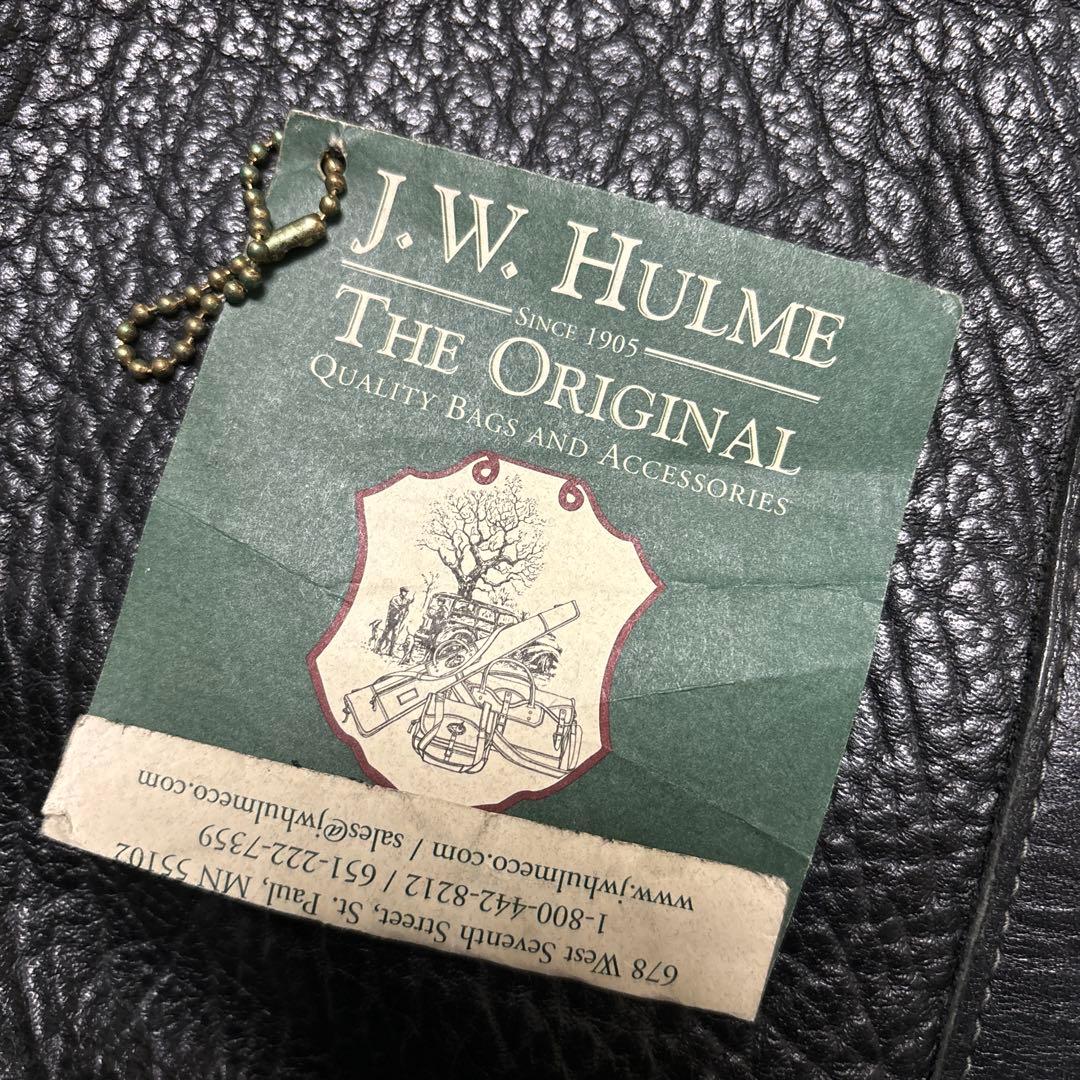 J.W. HULME
SINCE 1905
THE ORIGINAL
QUALITY BAGS AND ACCESSORIES
678 West Seventh Street, St. Paul, MN 55102
1-800-442-8212 / 651-222-7359
www.jwhulmeco.com / sales@jwhulmeco.com